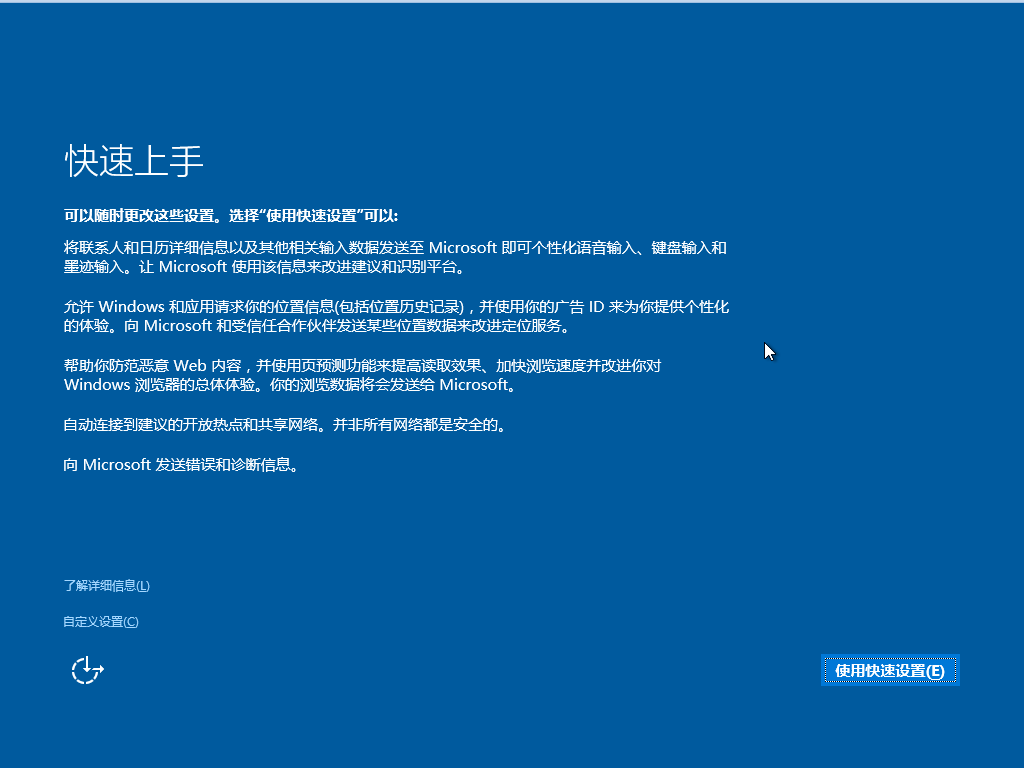 快速上手
可以随时更改这些设置。选择“使用快速设置”可以:
将联系人和日历详细信息以及其他相关输入数据发送至 Microsoft 即可个性化语音输入、键盘输入和
墨迹输入。让 Microsoft 使用该信息来改进建议和识别平台。
允许 Windows 和应用请求你的位置信息(包括位置历史记录)，并使用你的广告 ID 来为你提供个性化
的体验。向 Microsoft 和受信任合作伙伴发送某些位置数据来改进定位服务。
帮助你防范恶意 Web 内容，并使用页预测功能来提高读取效果、加快浏览速度并改进你对
Windows 浏览器的总体体验。你的浏览数据将会发送给 Microsoft。
自动连接到建议的开放热点和共享网络。并非所有网络都是安全的。
向 Microsoft 发送错误和诊断信息。
了解详细信息(L)
自定义设置(C)
使用快速设置(E)